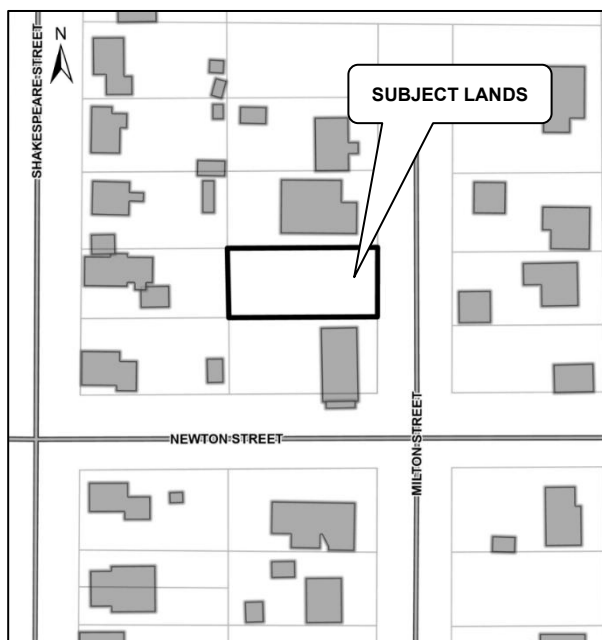 SHAKESPEARE STREET
N
SUBJECT LANDS
NEWTON STREET
MILTON STREET